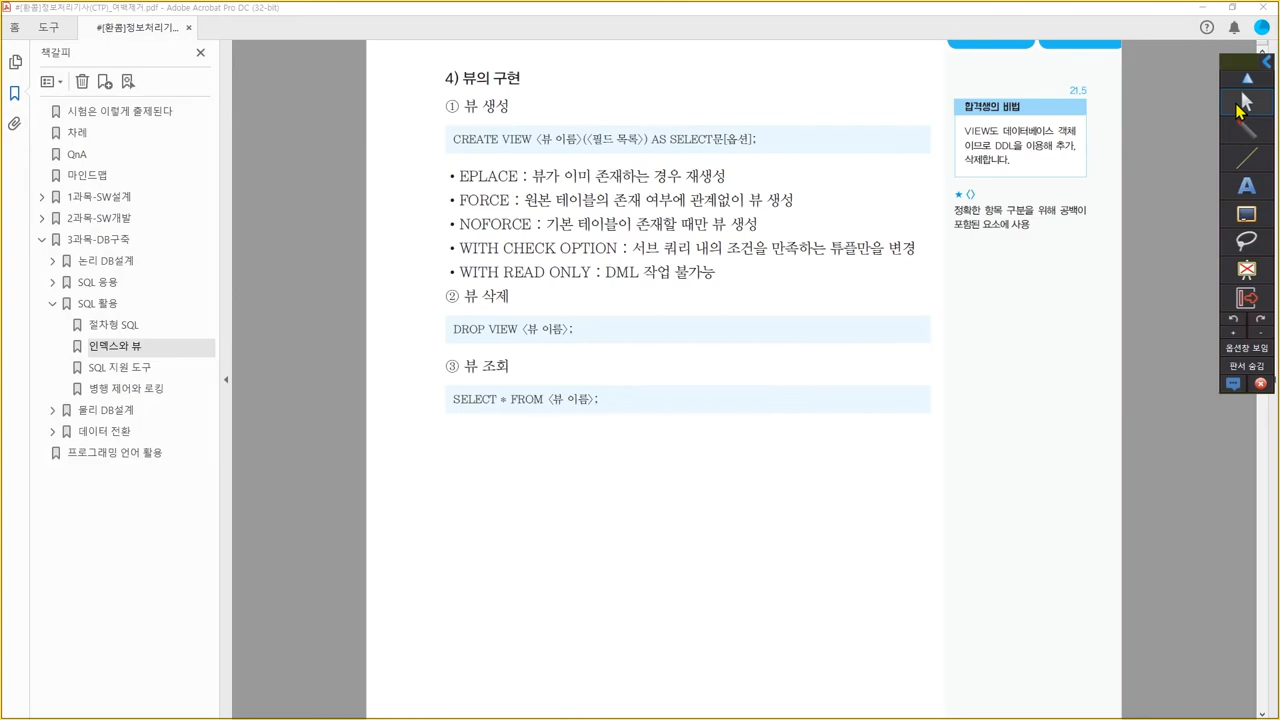 #[환콤]정보처리기사(CTP)_여백제거.pdf - Adobe Acrobat Pro DC (32-bit)
홈 도구 #[환콤]정보처리기... ×
책갈피
시험은 이렇게 출제된다
차례
QnA
마인드맵
1과목-SW설계
2과목-SW개발
3과목-DB구축
논리 DB설계
SQL 응용
SQL 활용
절차형 SQL
인덱스와 뷰
SQL 지원 도구
병행 제어와 로킹
물리 DB설계
데이터 전환
프로그래밍 언어 활용
4) 뷰의 구현
① 뷰 생성
CREATE VIEW 〈뷰 이름〉(〈필드 목록〉) AS SELECT문[옵션];
• EPLACE : 뷰가 이미 존재하는 경우 재생성
• FORCE : 원본 테이블의 존재 여부에 관계없이 뷰 생성
• NOFORCE : 기본 테이블이 존재할 때만 뷰 생성
• WITH CHECK OPTION : 서브 쿼리 내의 조건을 만족하는 튜플만을 변경
• WITH READ ONLY : DML 작업 불가능
② 뷰 삭제
DROP VIEW 〈뷰 이름〉;
③ 뷰 조회
SELECT * FROM 〈뷰 이름〉;
21.5
합격생의 비법
VIEW도 데이터베이스 객체
이므로 DDL을 이용해 추가,
삭제합니다.
★ 〈〉
정확한 항목 구분을 위해 공백이
포함된 요소에 사용
A
+ -
옵션창 보임
판서 숨김